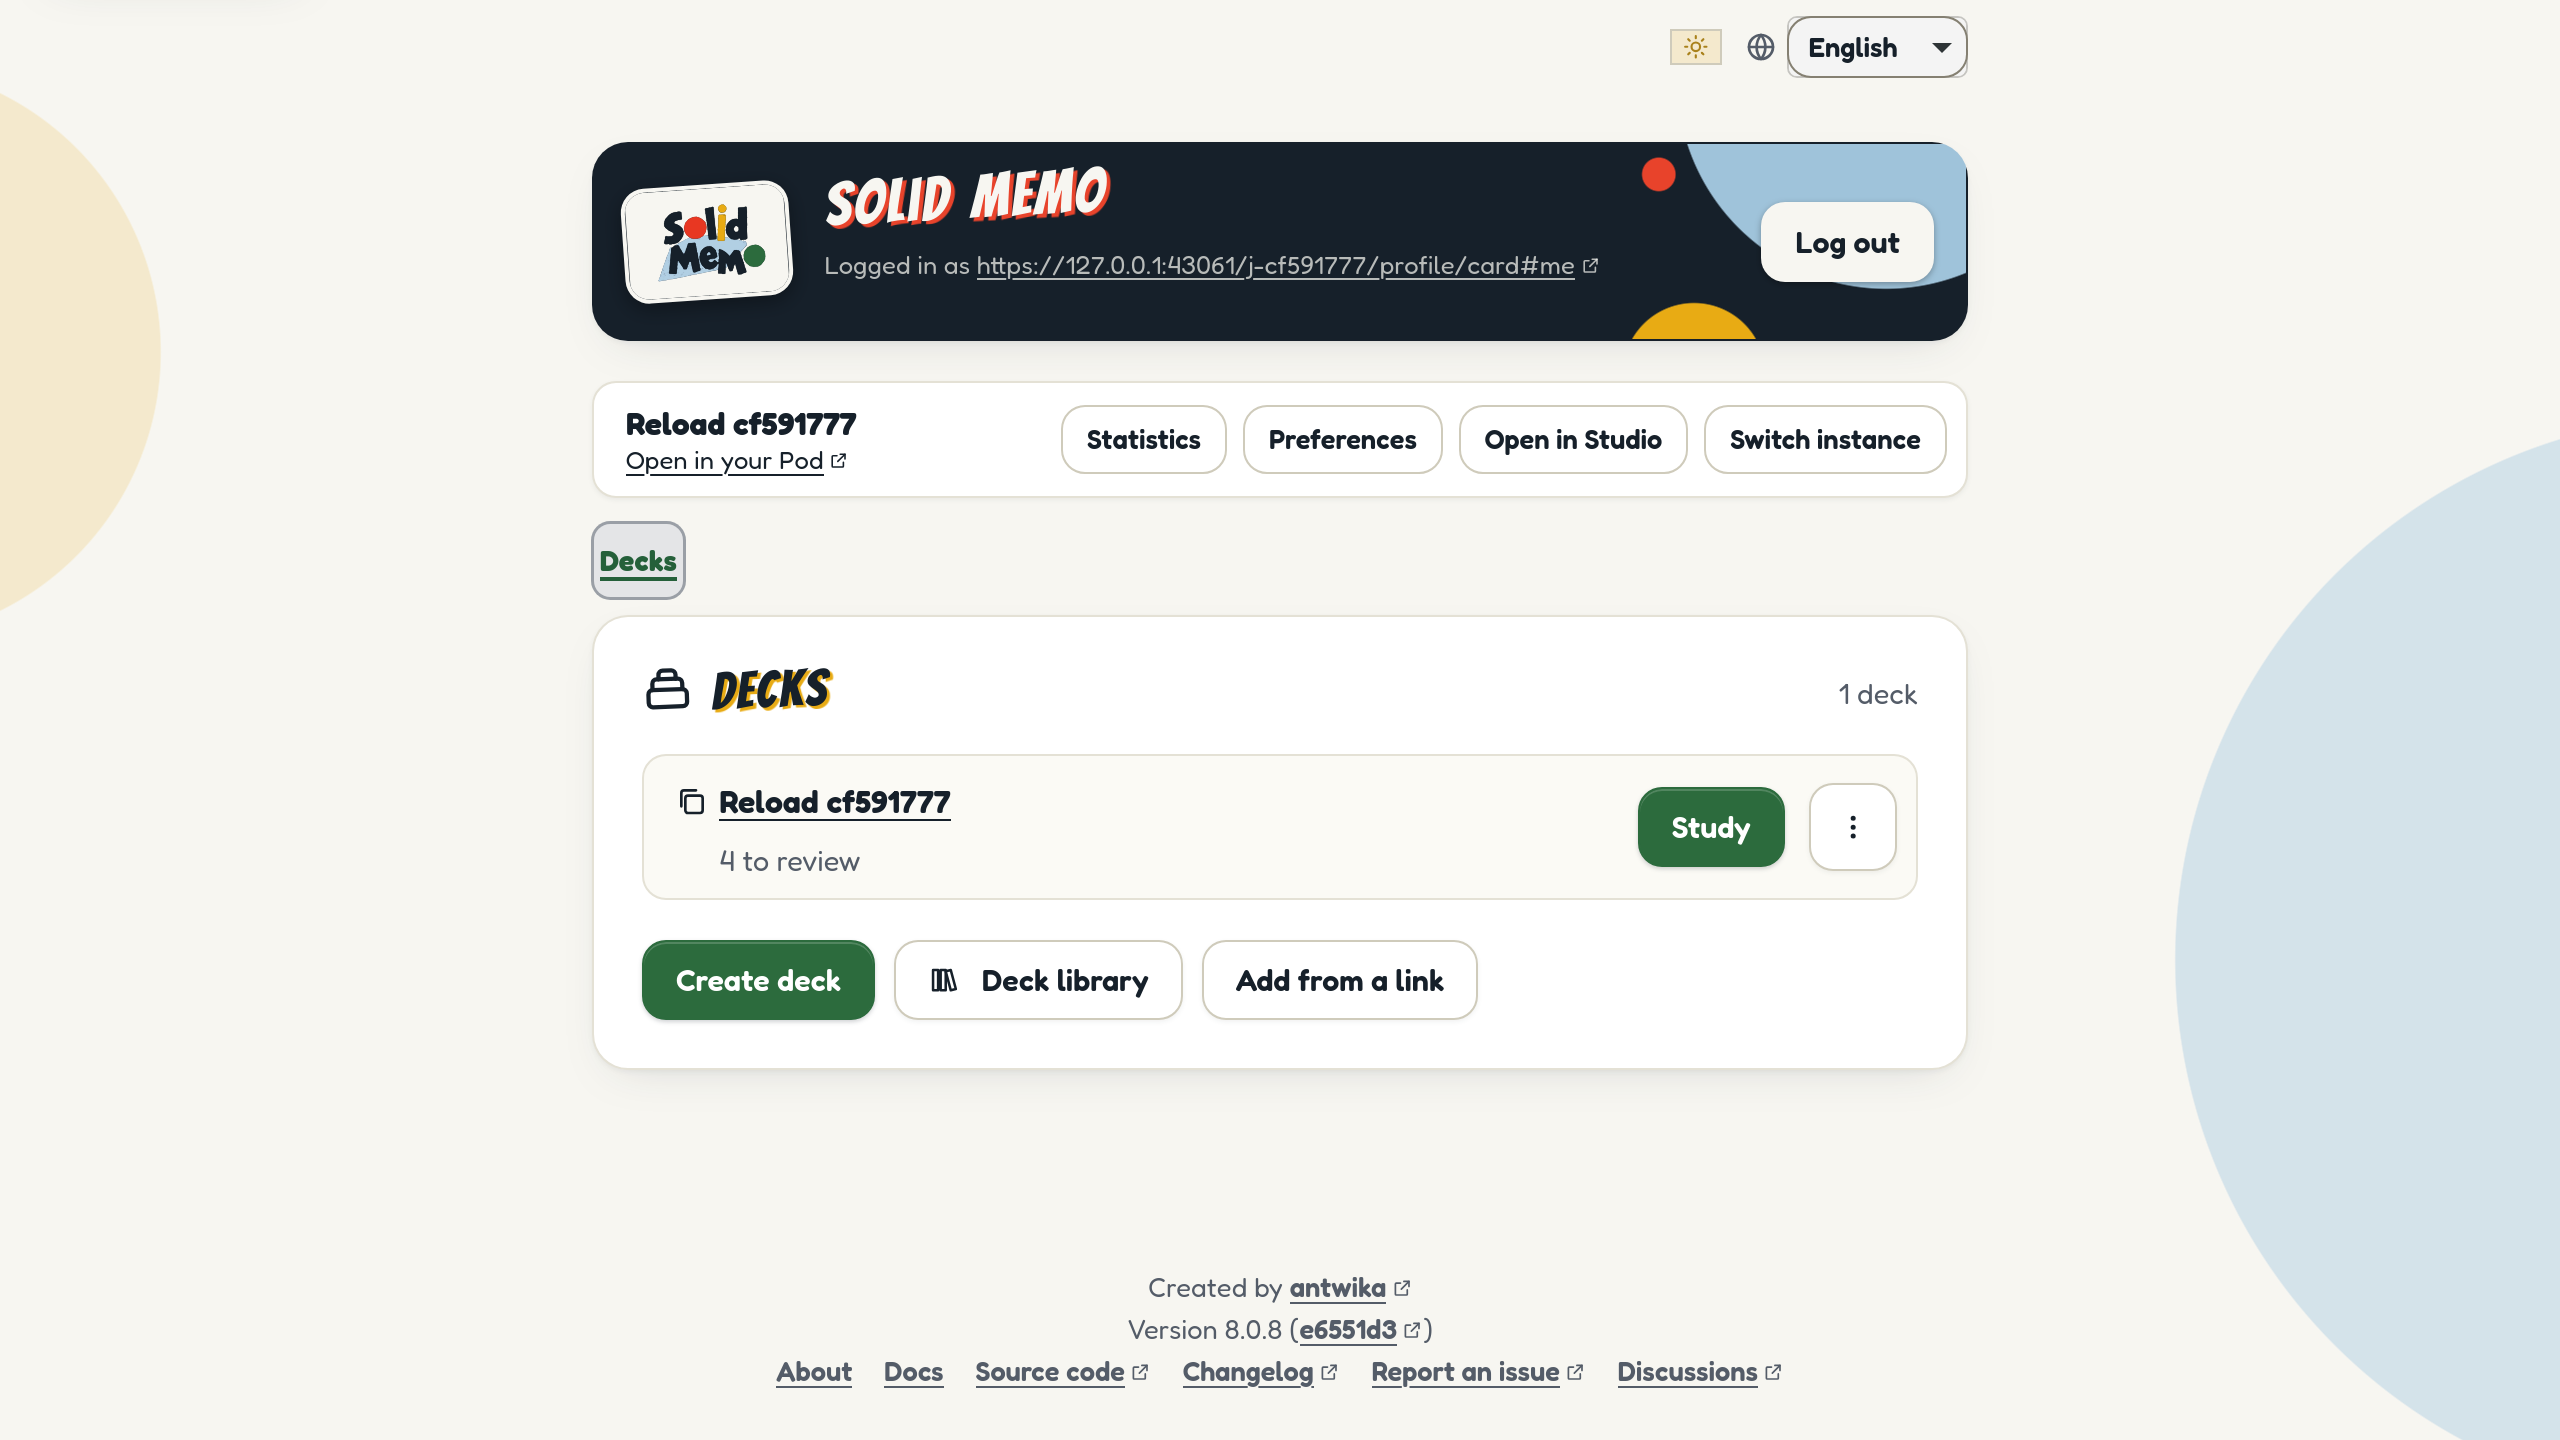 English
Solid
Memo
SOLID MEMO
Logged in as https://127.0.0.1:43061/j-cf591777/profile/card#me
Log out
Reload cf591777
Open in your Pod
Statistics
Preferences
Open in Studio
Switch instance
Decks
DECKS
1 deck
Reload cf591777
4 to review
Study
Create deck
Deck library
Add from a link
Created by antwika
Version 8.0.8 (e6551d3)
About Docs Source code Changelog Report an issue Discussions